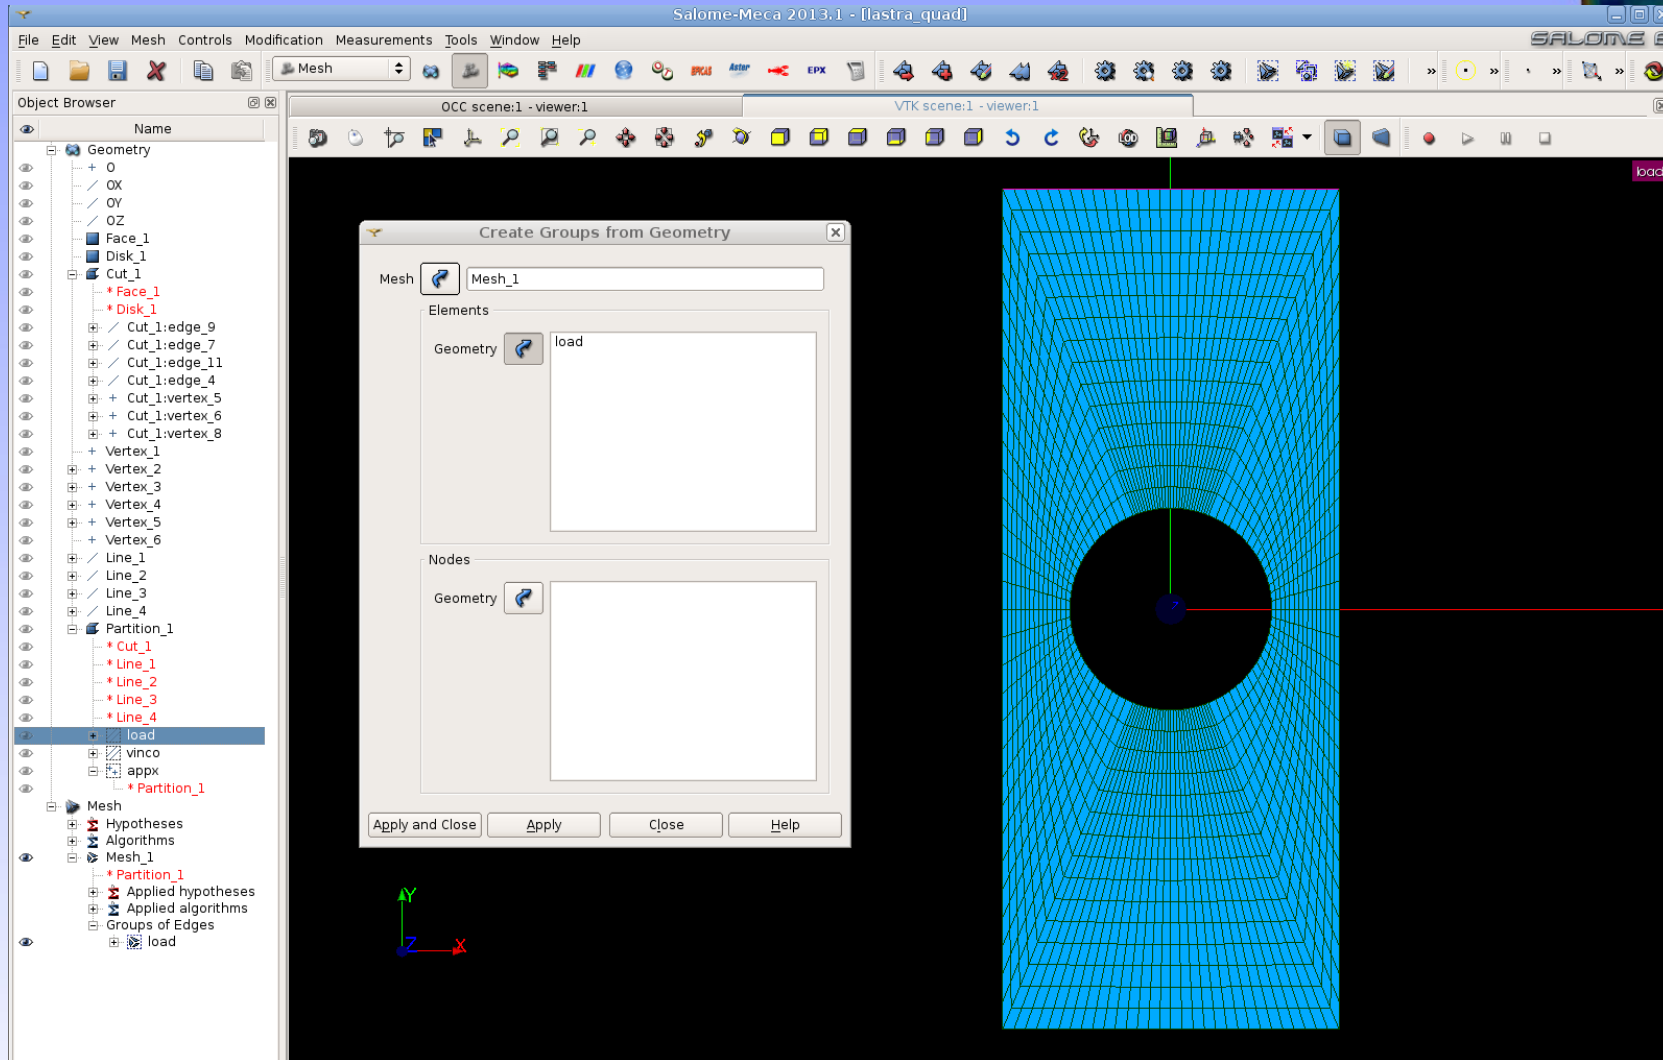 Salome-Meca 2013.1 - [lastra_quad]
File Edit View Mesh Controls Modification Measurements Tools Window Help
SALOME
Mesh
EFICAS
Aster
EPX
Object Browser
OCC scene:1 - viewer:1
VTK scene:1 - viewer:1
Name
Geometry
O
OX
OY
OZ
Face_1
Disk_1
Cut_1
* Face_1
* Disk_1
Cut_1:edge_9
Cut_1:edge_7
Cut_1:edge_11
Cut_1:edge_4
Cut_1:vertex_5
Cut_1:vertex_6
Cut_1:vertex_8
Vertex_1
Vertex_2
Vertex_3
Vertex_4
Vertex_5
Vertex_6
Line_1
Line_2
Line_3
Line_4
Partition_1
* Cut_1
* Line_1
* Line_2
* Line_3
* Line_4
load
vinco
appx
* Partition_1
Mesh
Hypotheses
Algorithms
Mesh_1
* Partition_1
Applied hypotheses
Applied algorithms
Groups of Edges
load
Create Groups from Geometry
Mesh
Mesh_1
Elements
Geometry
load
Nodes
Geometry
Apply and Close
Apply
Close
Help
load
Z
Y
Z
X